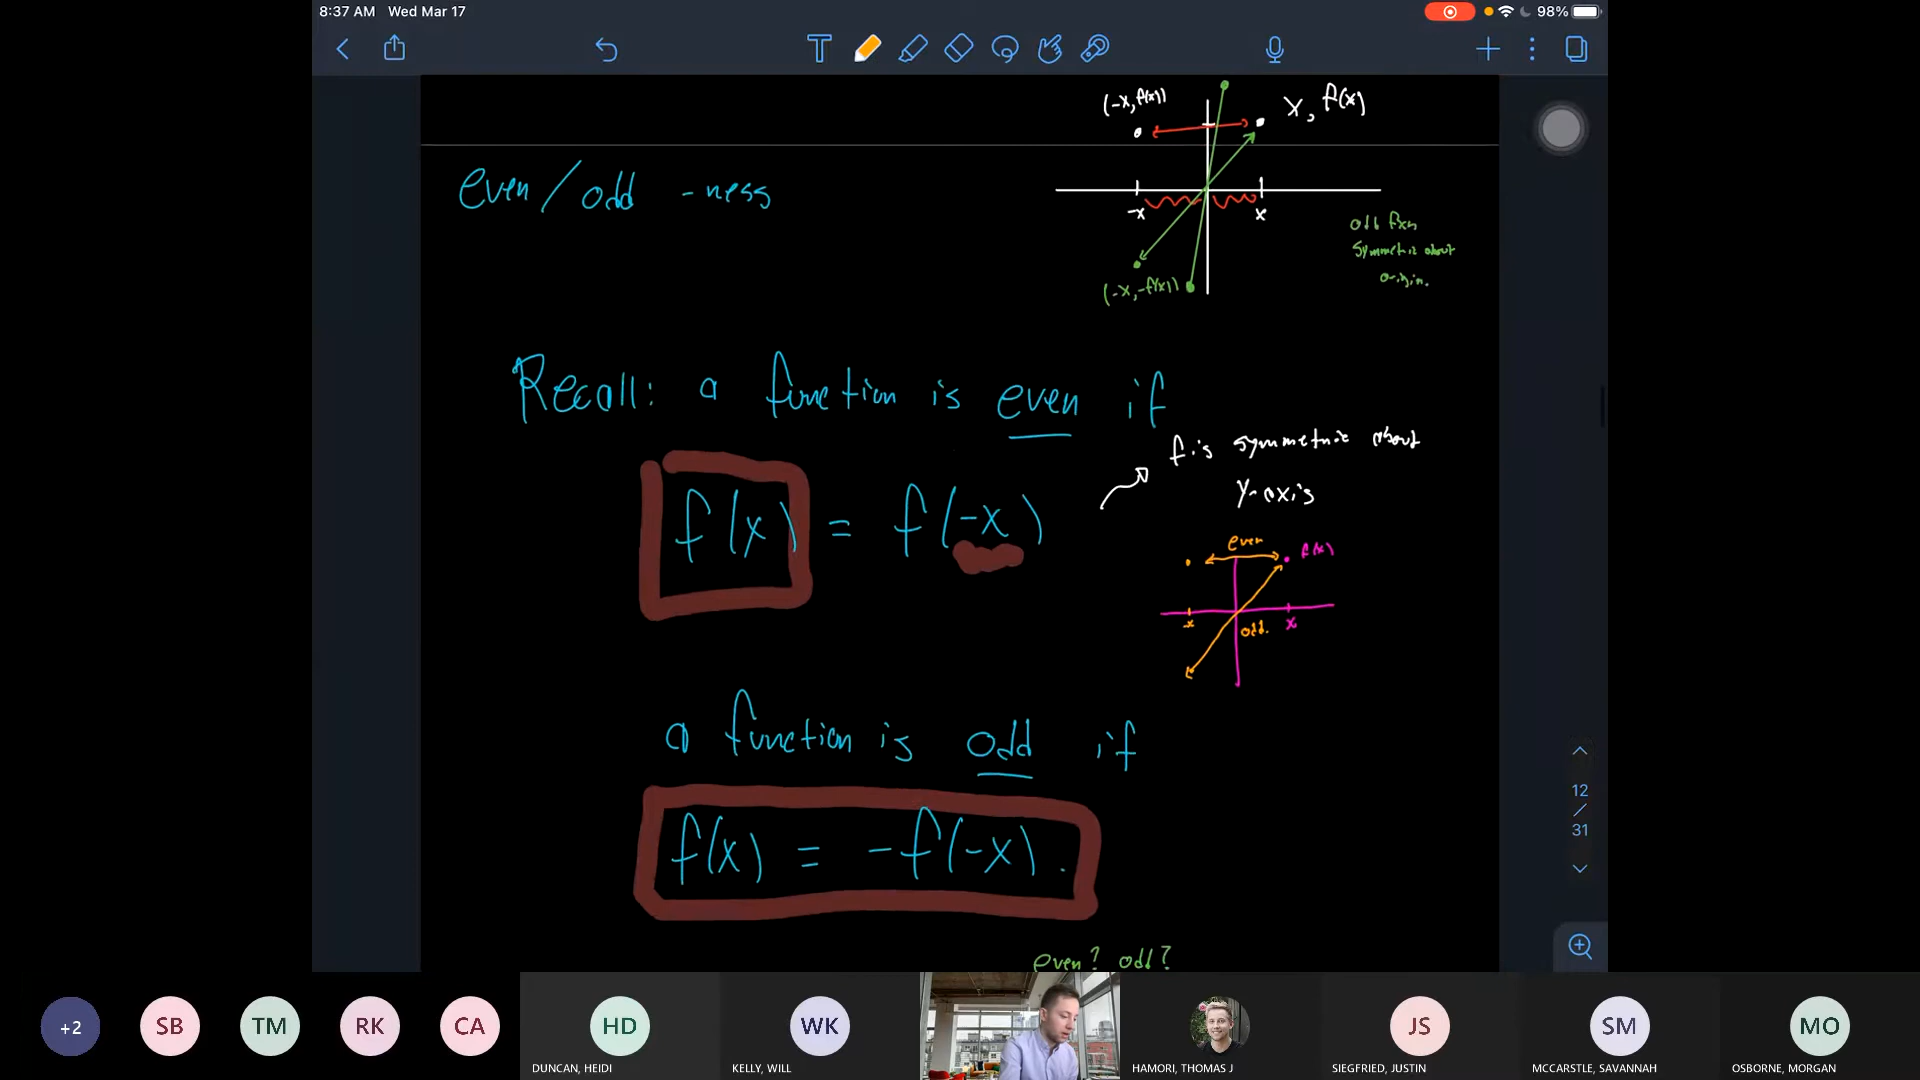 8:37 AM Wed Mar 17
98%
(-x, f(x))
x, f(x)
even/odd -ness
-x
x
odd fxn
symmetric about
origin.
(-x, -f(x))
Recall: a function is even if
f is symmetric about
y-axis
f(x) = f(-x)
even
f(x)
-x
odd.
x
a function is odd if
f(x) = -f(-x).
12
/
31
even? odd?
+2
SB
TM
RK
CA
HD
WK
JS
SM
MO
DUNCAN, HEIDI
KELLY, WILL
HAMORI, THOMAS J
SIEGFRIED, JUSTIN
MCCARSTLE, SAVANNAH
OSBORNE, MORGAN